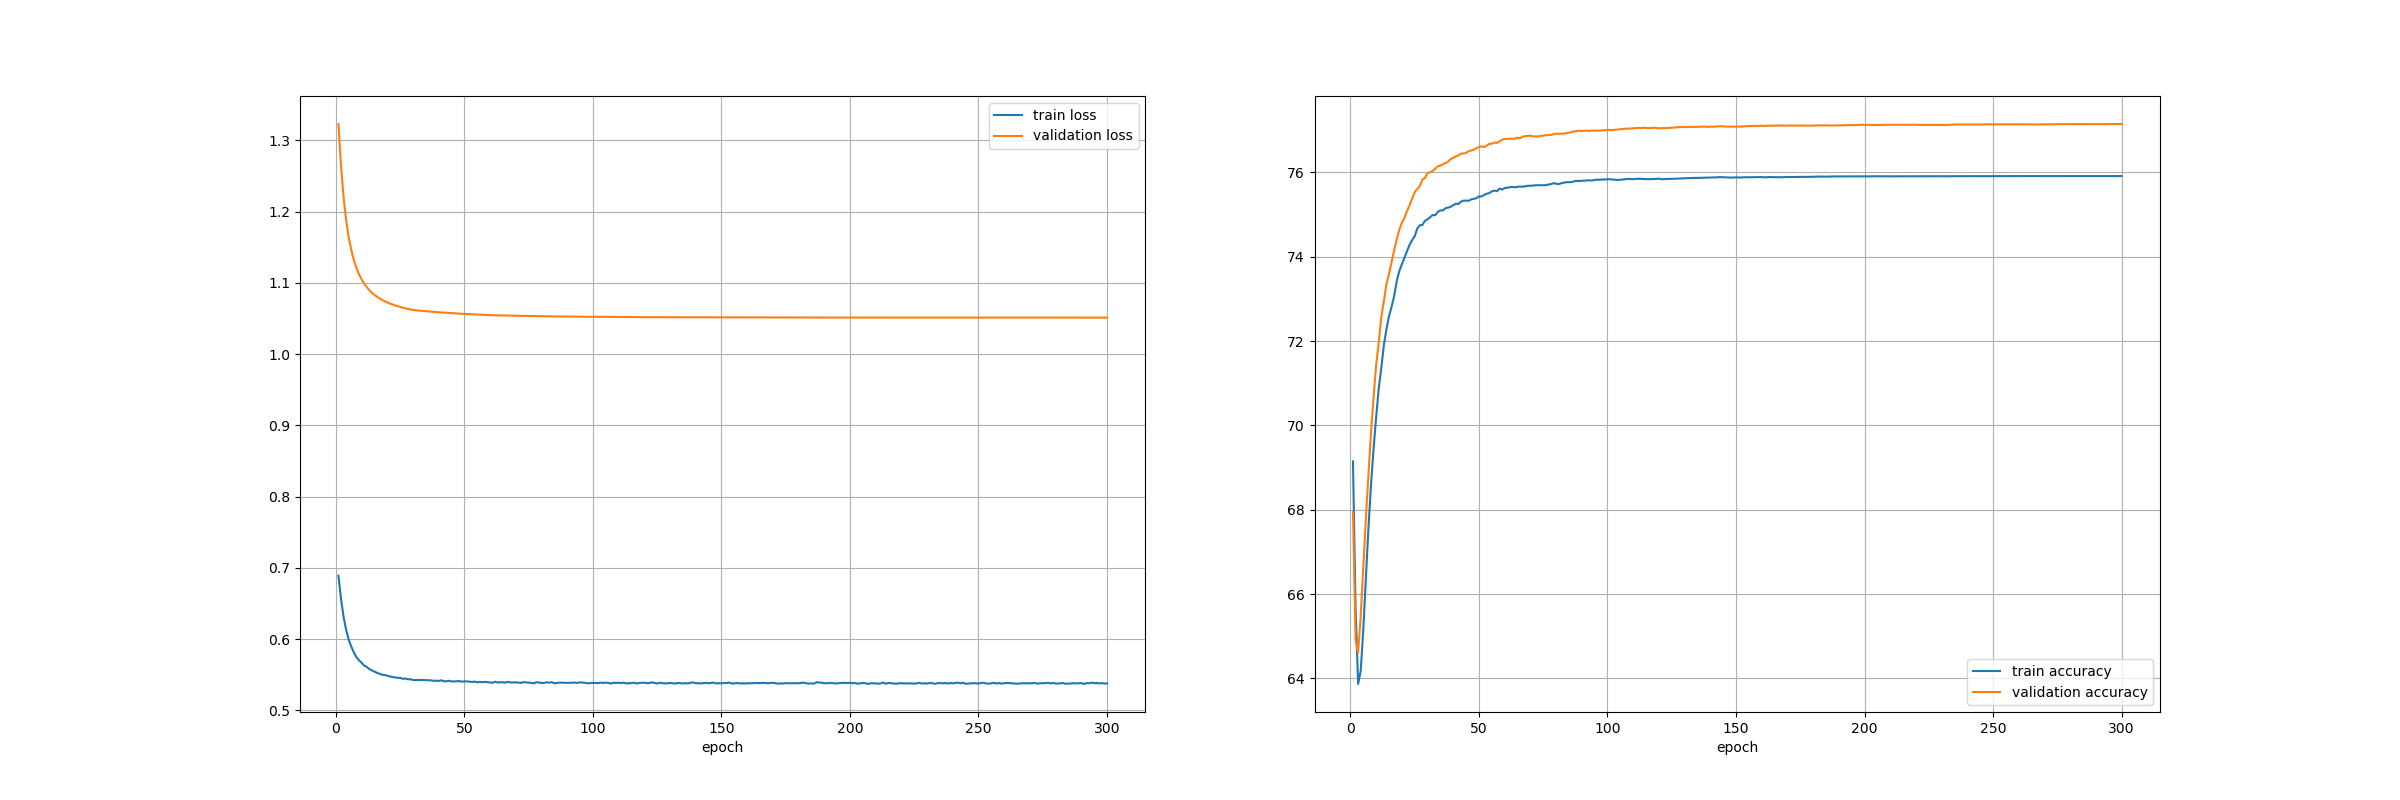 train loss
validation loss
1.3
1.2
1.1
1.0
0.9
0.8
0.7
0.6
0.5
0 50 100 150 200 250 300
epoch
76
74
72
70
68
66
64
train accuracy
validation accuracy
0 50 100 150 200 250 300
epoch